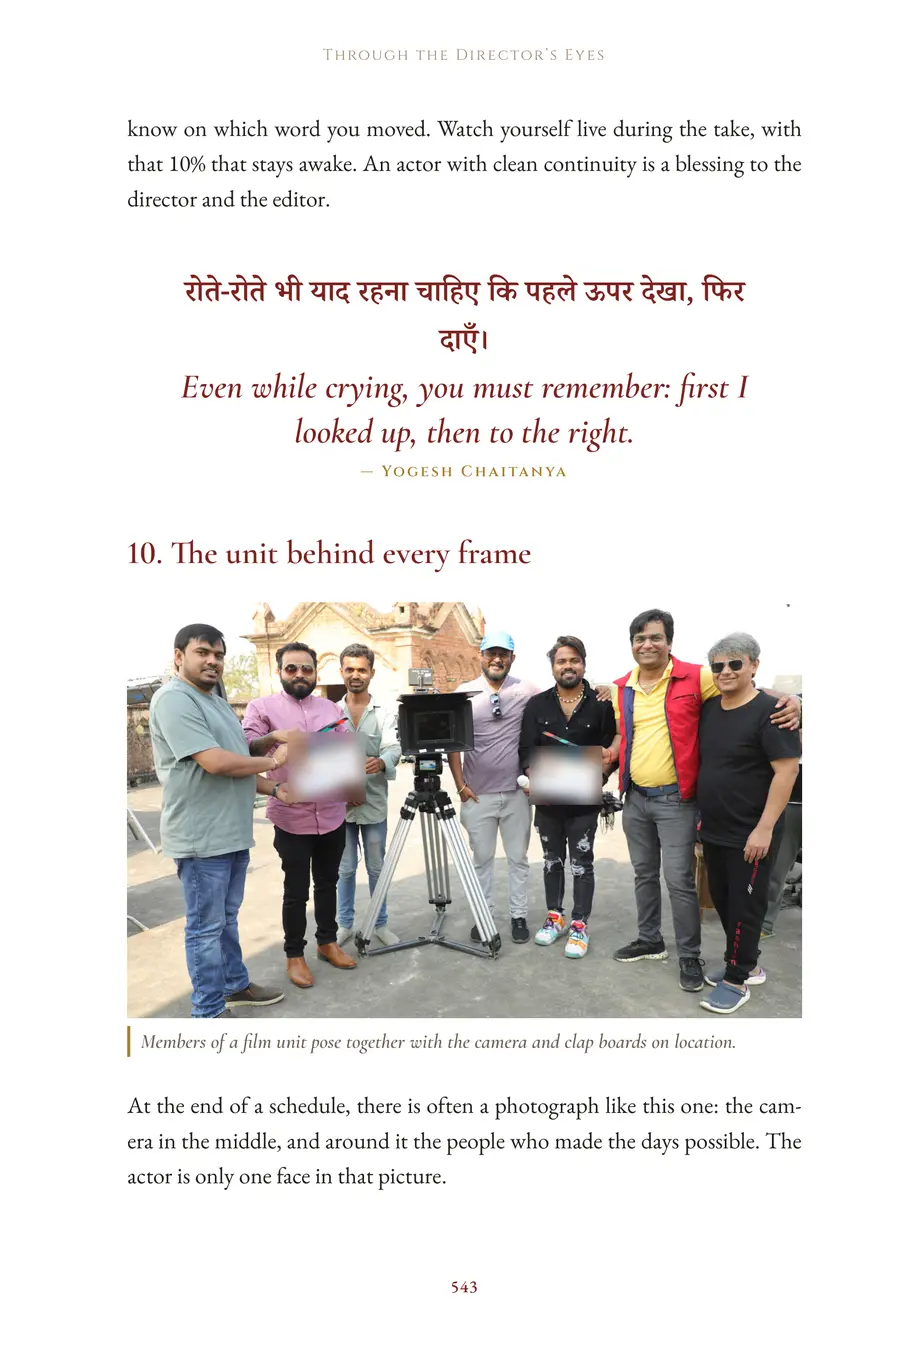 THROUGH THE DIRECTOR'S EYES
know on which word you moved. Watch yourself live during the take, with
that 10% that stays awake. An actor with clean continuity is a blessing to the
director and the editor.
रोते-रोते भी याद रहना चाहिए कि पहले ऊपर देखा, फिर
दाएँ।
Even while crying, you must remember: first I
looked up, then to the right.
— YOGESH CHAITANYA
10. The unit behind every frame
Members of a film unit pose together with the camera and clap boards on location.
At the end of a schedule, there is often a photograph like this one: the cam-
era in the middle, and around it the people who made the days possible. The
actor is only one face in that picture.
543